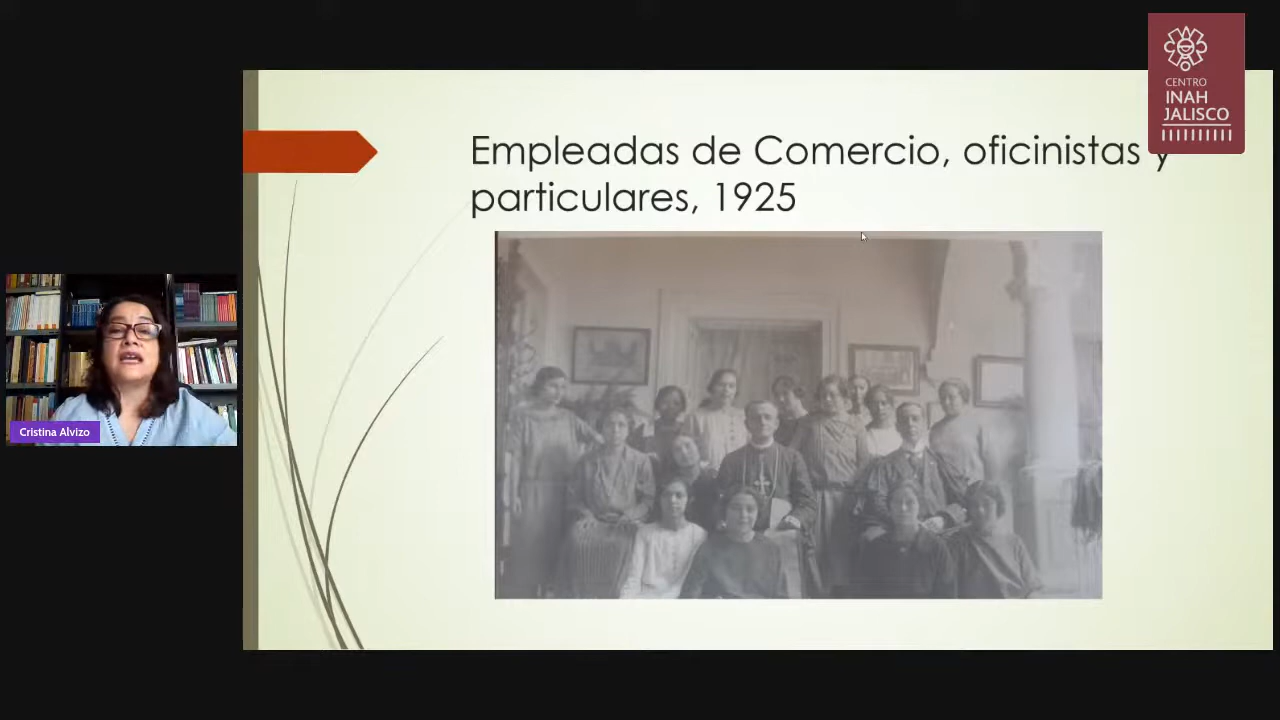 CENTRO
INAH
JALISCO
Empleadas de Comercio, oficinistas y
particulares, 1925
Cristina Alvizo